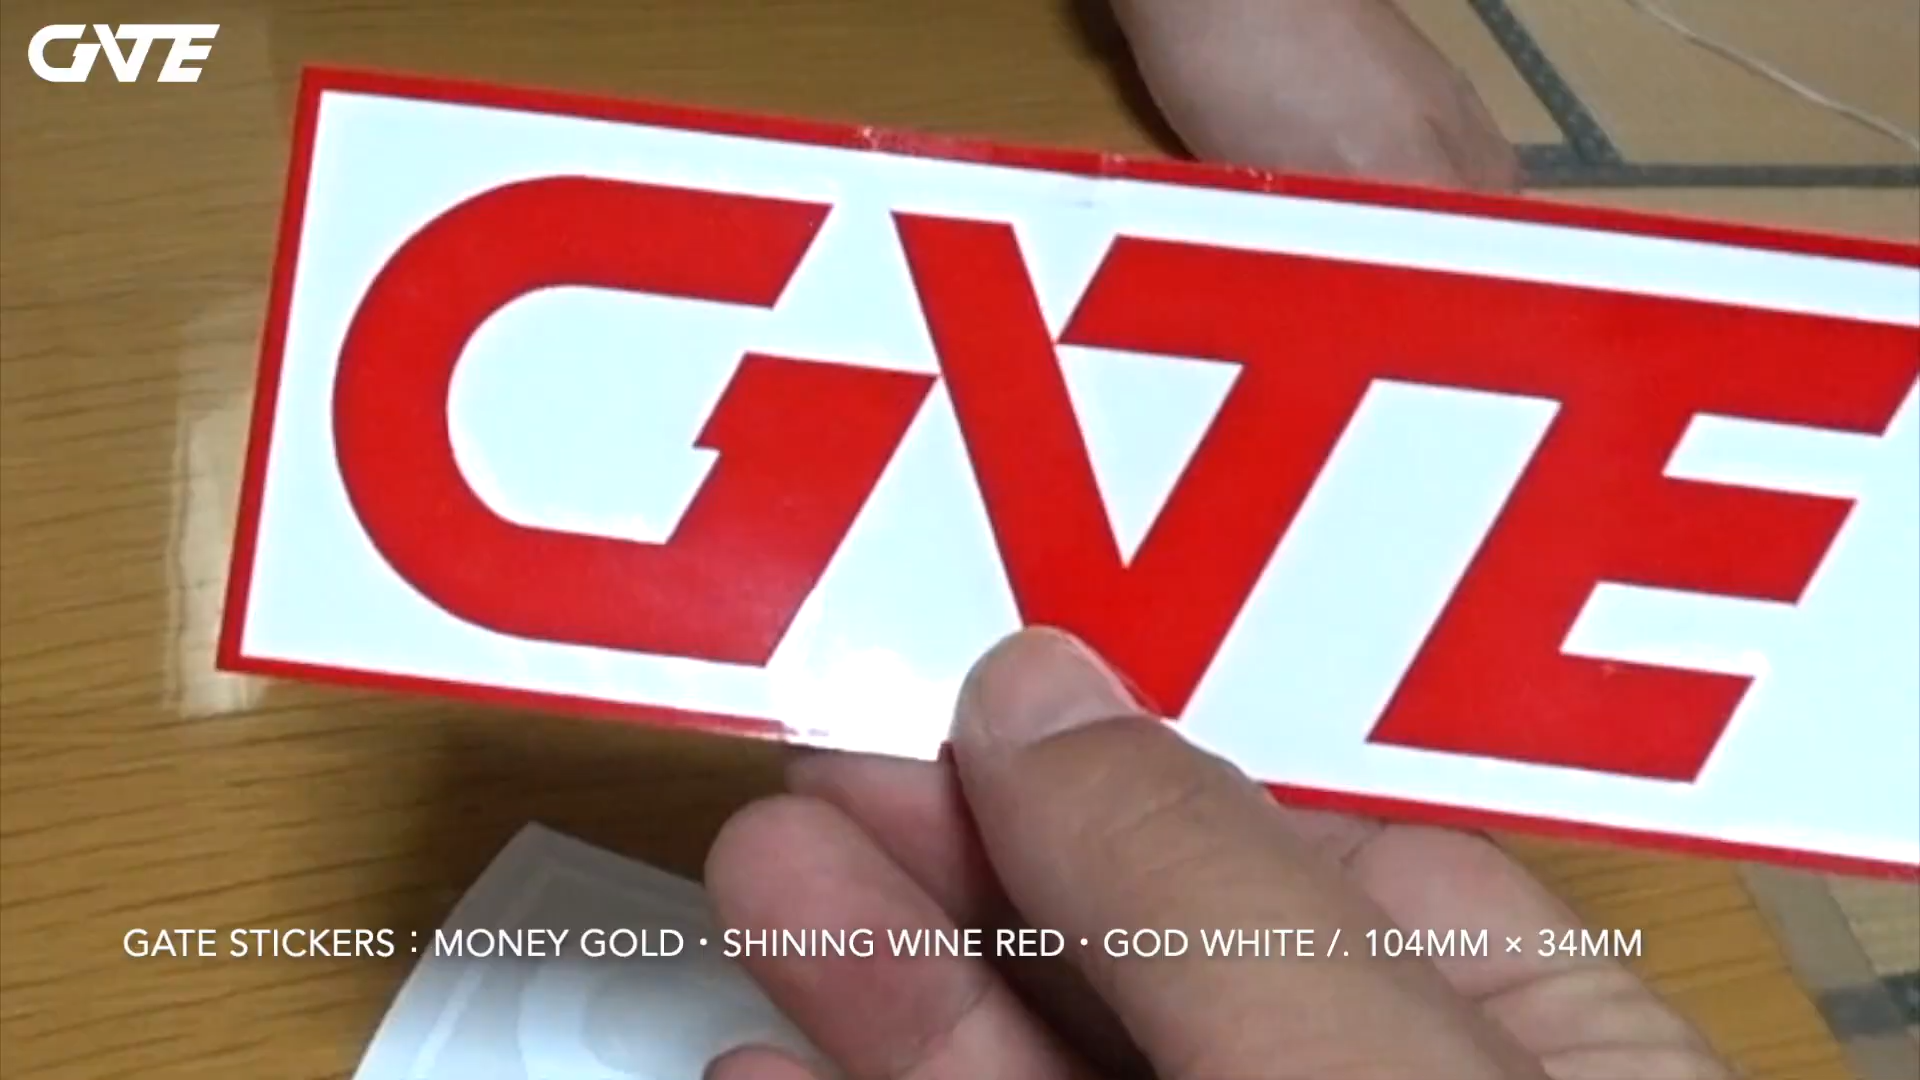 GATE
GATE
GATE STICKERS：MONEY GOLD・SHINING WINE RED・GOD WHITE /. 104MM × 34MM